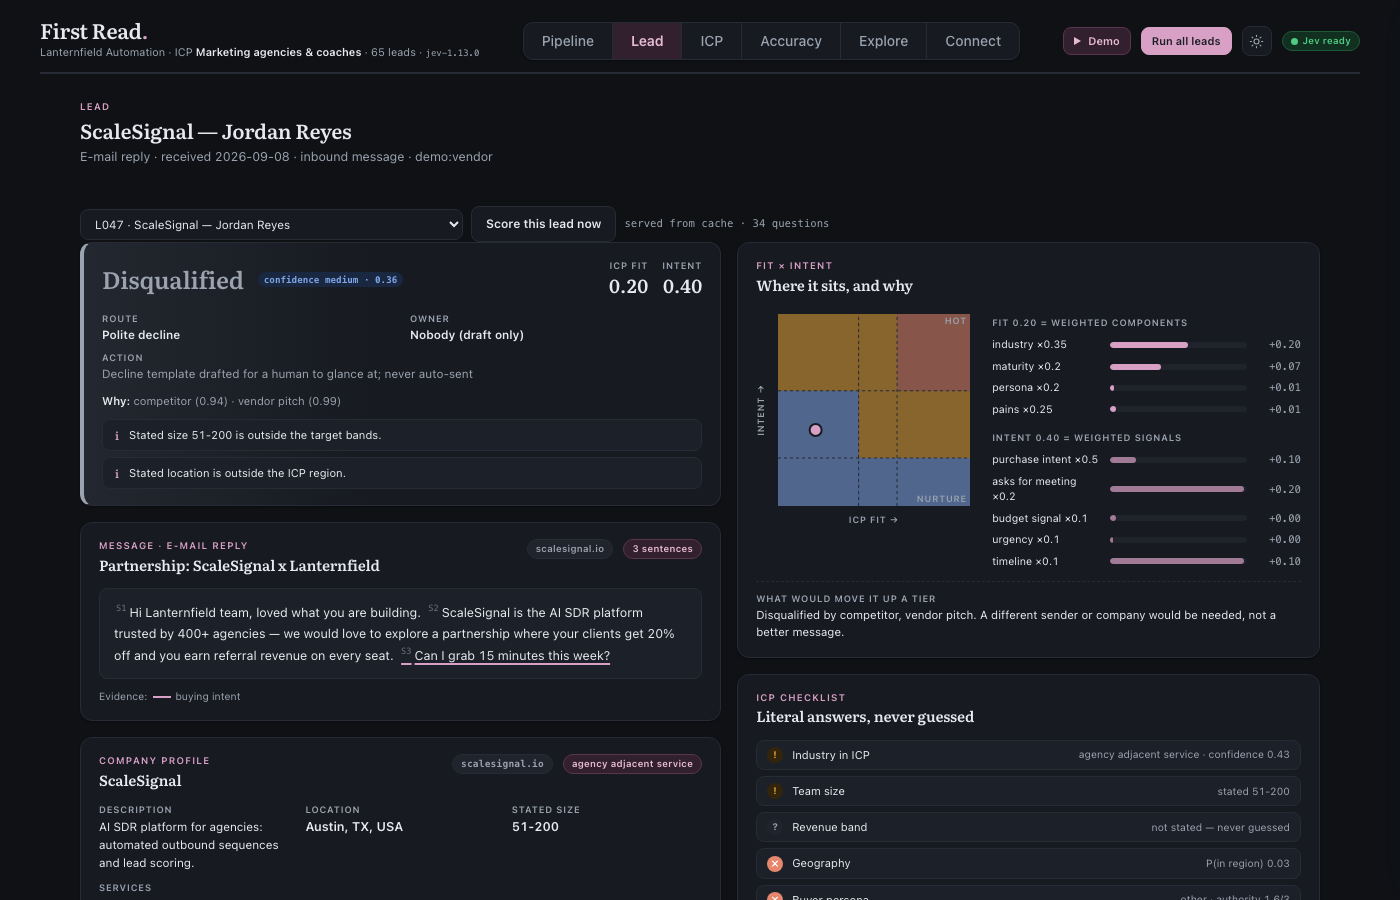 First Read.
Lanternfield Automation · ICP Marketing agencies & coaches · 65 leads · jev-1.13.0
Pipeline
Lead
ICP
Accuracy
Explore
Connect
Demo
Run all leads
Jev ready
LEAD
ScaleSignal — Jordan Reyes
E-mail reply · received 2026-09-08 · inbound message · demo:vendor
L047 · ScaleSignal — Jordan Reyes
Score this lead now
served from cache · 34 questions
Disqualified
confidence medium · 0.36
ICP FIT
0.20
INTENT
0.40
ROUTE
Polite decline
OWNER
Nobody (draft only)
ACTION
Decline template drafted for a human to glance at; never auto-sent
Why: competitor (0.94) · vendor pitch (0.99)
i Stated size 51-200 is outside the target bands.
i Stated location is outside the ICP region.
MESSAGE · E-MAIL REPLY
Partnership: ScaleSignal x Lanternfield
scalesignal.io
3 sentences
S1 Hi Lanternfield team, loved what you are building. S2 ScaleSignal is the AI SDR platform
trusted by 400+ agencies — we would love to explore a partnership where your clients get 20%
off and you earn referral revenue on every seat. S3 Can I grab 15 minutes this week?
Evidence: buying intent
COMPANY PROFILE
ScaleSignal
scalesignal.io
agency adjacent service
DESCRIPTION
AI SDR platform for agencies:
automated outbound sequences
and lead scoring.
LOCATION
Austin, TX, USA
STATED SIZE
51-200
SERVICES
FIT × INTENT
Where it sits, and why
HOT
NURTURE
INTENT →
ICP FIT →
FIT 0.20 = WEIGHTED COMPONENTS
industry ×0.35 +0.20
maturity ×0.2 +0.07
persona ×0.2 +0.01
pains ×0.25 +0.01
INTENT 0.40 = WEIGHTED SIGNALS
purchase intent ×0.5 +0.10
asks for meeting
×0.2 +0.20
budget signal ×0.1 +0.00
urgency ×0.1 +0.00
timeline ×0.1 +0.10
WHAT WOULD MOVE IT UP A TIER
Disqualified by competitor, vendor pitch. A different sender or company would be needed, not a
better message.
ICP CHECKLIST
Literal answers, never guessed
! Industry in ICP agency adjacent service · confidence 0.43
! Team size stated 51-200
? Revenue band not stated — never guessed
× Geography P(in region) 0.03
× Buyer persona other · authority 1.6/3